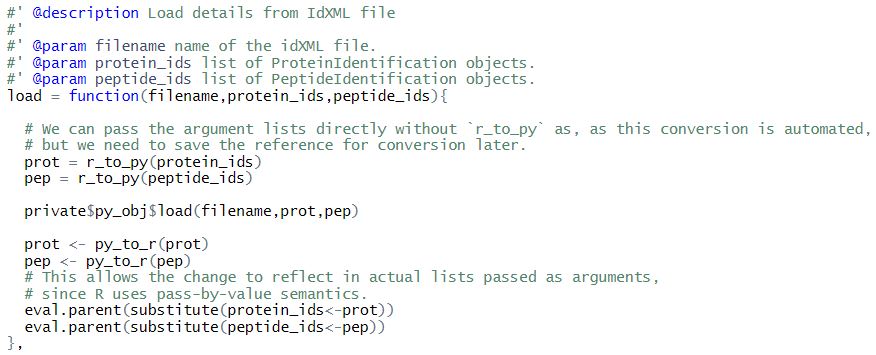 #' @description Load details from IdXML file
#'
#' @param filename name of the idXML file.
#' @param protein_ids list of ProteinIdentification objects.
#' @param peptide_ids list of PeptideIdentification objects.
load = function(filename,protein_ids,peptide_ids){
# We can pass the argument lists directly without `r_to_py` as, as this conversion is automated,
# but we need to save the reference for conversion later.
prot = r_to_py(protein_ids)
pep = r_to_py(peptide_ids)
private$py_obj$load(filename,prot,pep)
prot <- py_to_r(prot)
pep <- py_to_r(pep)
# This allows the change to reflect in actual lists passed as arguments,
# since R uses pass-by-value semantics.
eval.parent(substitute(protein_ids<-prot))
eval.parent(substitute(peptide_ids<-pep))
},